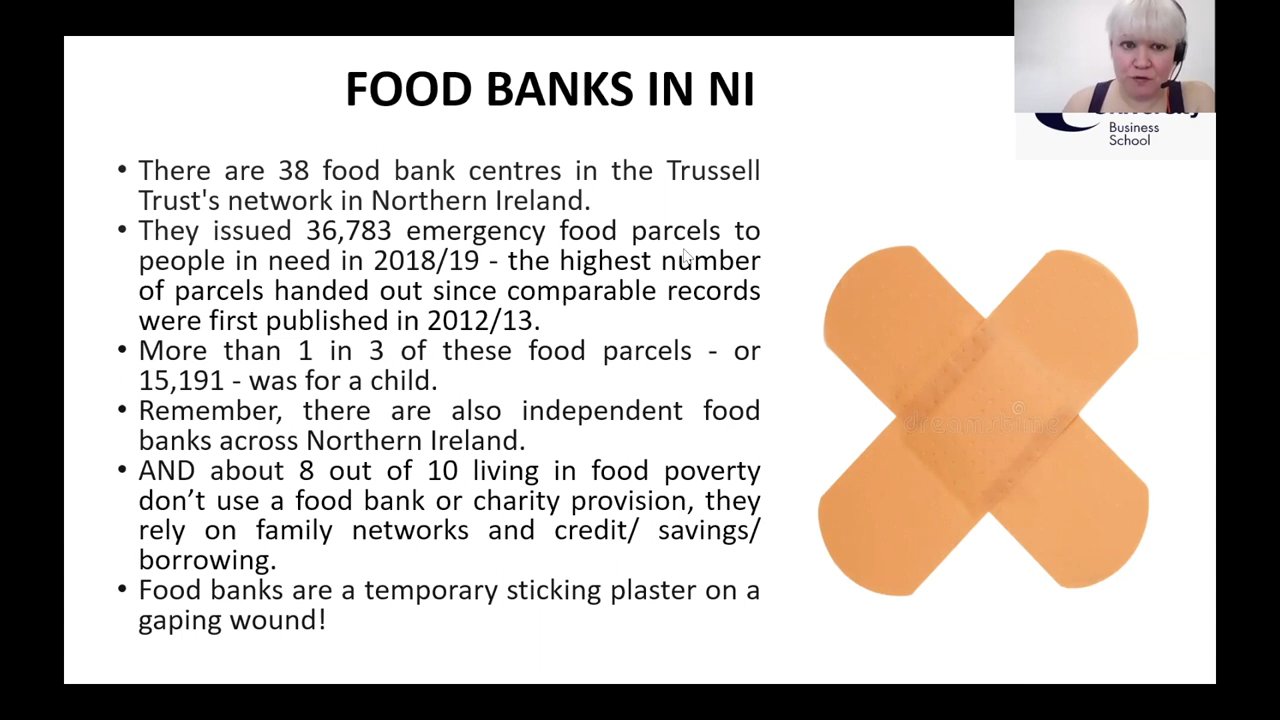 FOOD BANKS IN NI
Business
School
• There are 38 food bank centres in the Trussell
Trust's network in Northern Ireland.
• They issued 36,783 emergency food parcels to
people in need in 2018/19 - the highest number
of parcels handed out since comparable records
were first published in 2012/13.
• More than 1 in 3 of these food parcels - or
15,191 - was for a child.
• Remember, there are also independent food
banks across Northern Ireland.
• AND about 8 out of 10 living in food poverty
don’t use a food bank or charity provision, they
rely on family networks and credit/ savings/
borrowing.
• Food banks are a temporary sticking plaster on a
gaping wound!
dreamstime